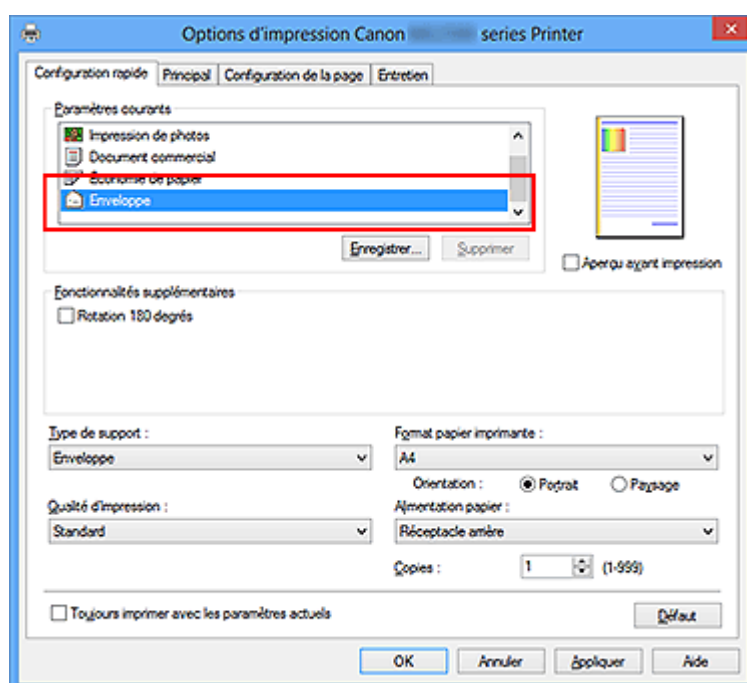 Options d'impression Canon series Printer
Configuration rapide Principal Configuration de la page Entretien
Paramètres courants
Impression de photos
Document commercial
Économie de papier
Enveloppe
Enregistrer... Supprimer
Aperçu avant impression
Fonctionnalités supplémentaires
Rotation 180 degrés
Type de support : Format papier imprimante :
Enveloppe A4
Orientation : Portrait Paysage
Qualité d'impression : Alimentation papier :
Standard Réceptacle arrière
Copies : 1 (1-999)
Toujours imprimer avec les paramètres actuels Défaut
OK Annuler Appliquer Aide